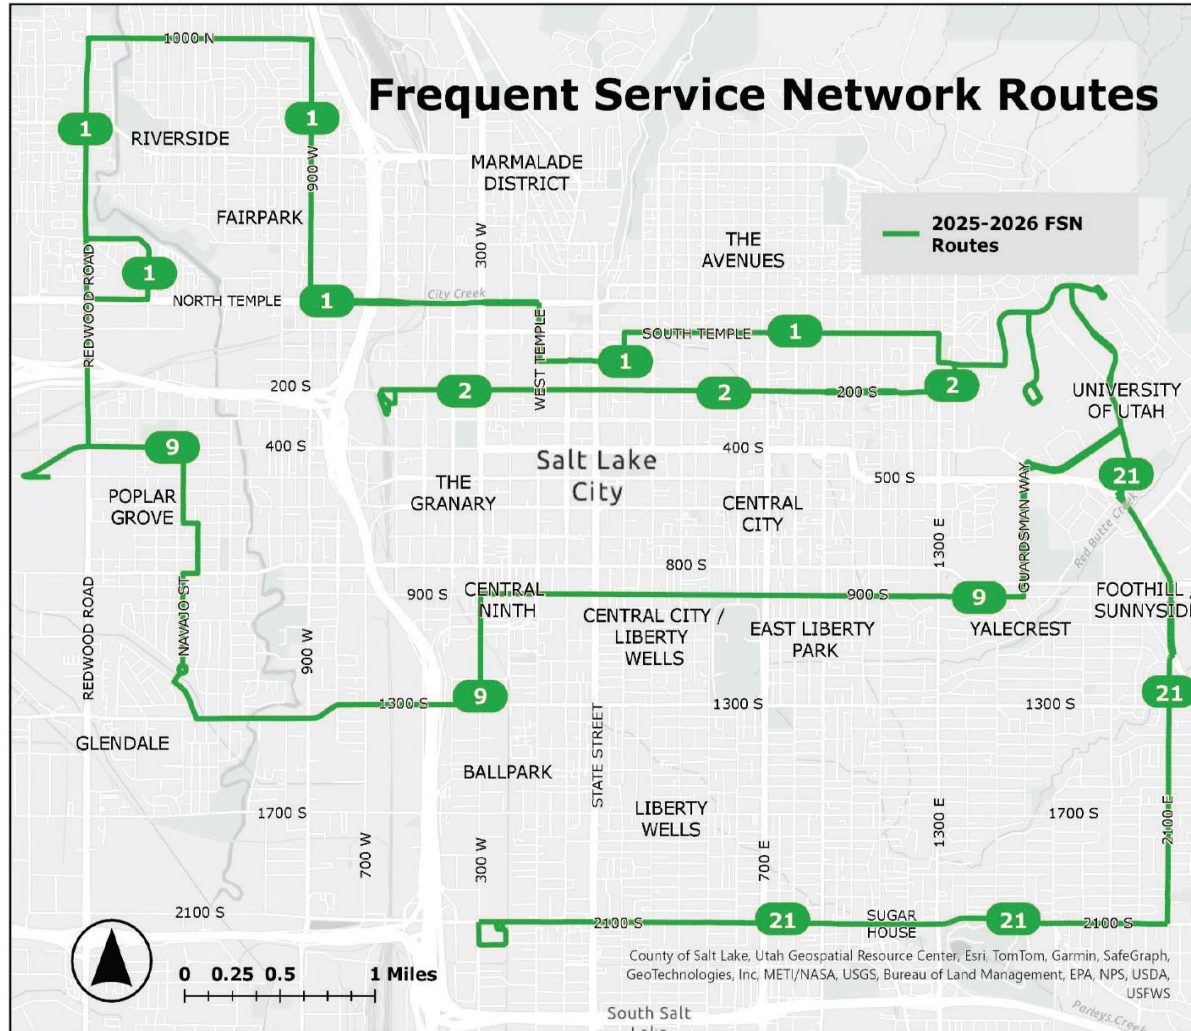 1000 N
Frequent Service Network Routes
1
1
RIVERSIDE
900 W
MARMALADE
DISTRICT
FAIRPARK
300 W
2025-2026 FSN
Routes
THE
AVENUES
REDWOOD ROAD
1
NORTH TEMPLE
1
City Creek
WEST TEMPLE
SOUTH TEMPLE
1
1
200 S
2
2
200 S
2
UNIVERSITY
OF UTAH
400 S
9
400 S
Salt Lake
City
500 S
GUARDSMAN WAY
21
POPLAR
GROVE
THE
GRANARY
CENTRAL
CITY
1300 E
Red Butte Creek
800 S
REDWOOD ROAD
NAVAJO ST
900 S
CENTRAL
NINTH
900 S
9
FOOTHILL /
SUNNYSIDE
900 W
CENTRAL CITY /
LIBERTY
WELLS
EAST LIBERTY
PARK
YALECREST
1300 S
9
1300 S
1300 S
21
GLENDALE
BALLPARK
STATE STREET
1700 S
LIBERTY
WELLS
1700 S
2100 E
700 W
300 W
700 E
1300 E
2100 S
2100 S
21
SUGAR
HOUSE
21
2100 S
0 0.25 0.5 1 Miles
County of Salt Lake, Utah Geospatial Resource Center, Esri, TomTom, Garmin, SafeGraph,
GeoTechnologies, Inc, METI/NASA, USGS, Bureau of Land Management, EPA, NPS, USDA,
USFWS
South Salt
Lake
Parleys Creek